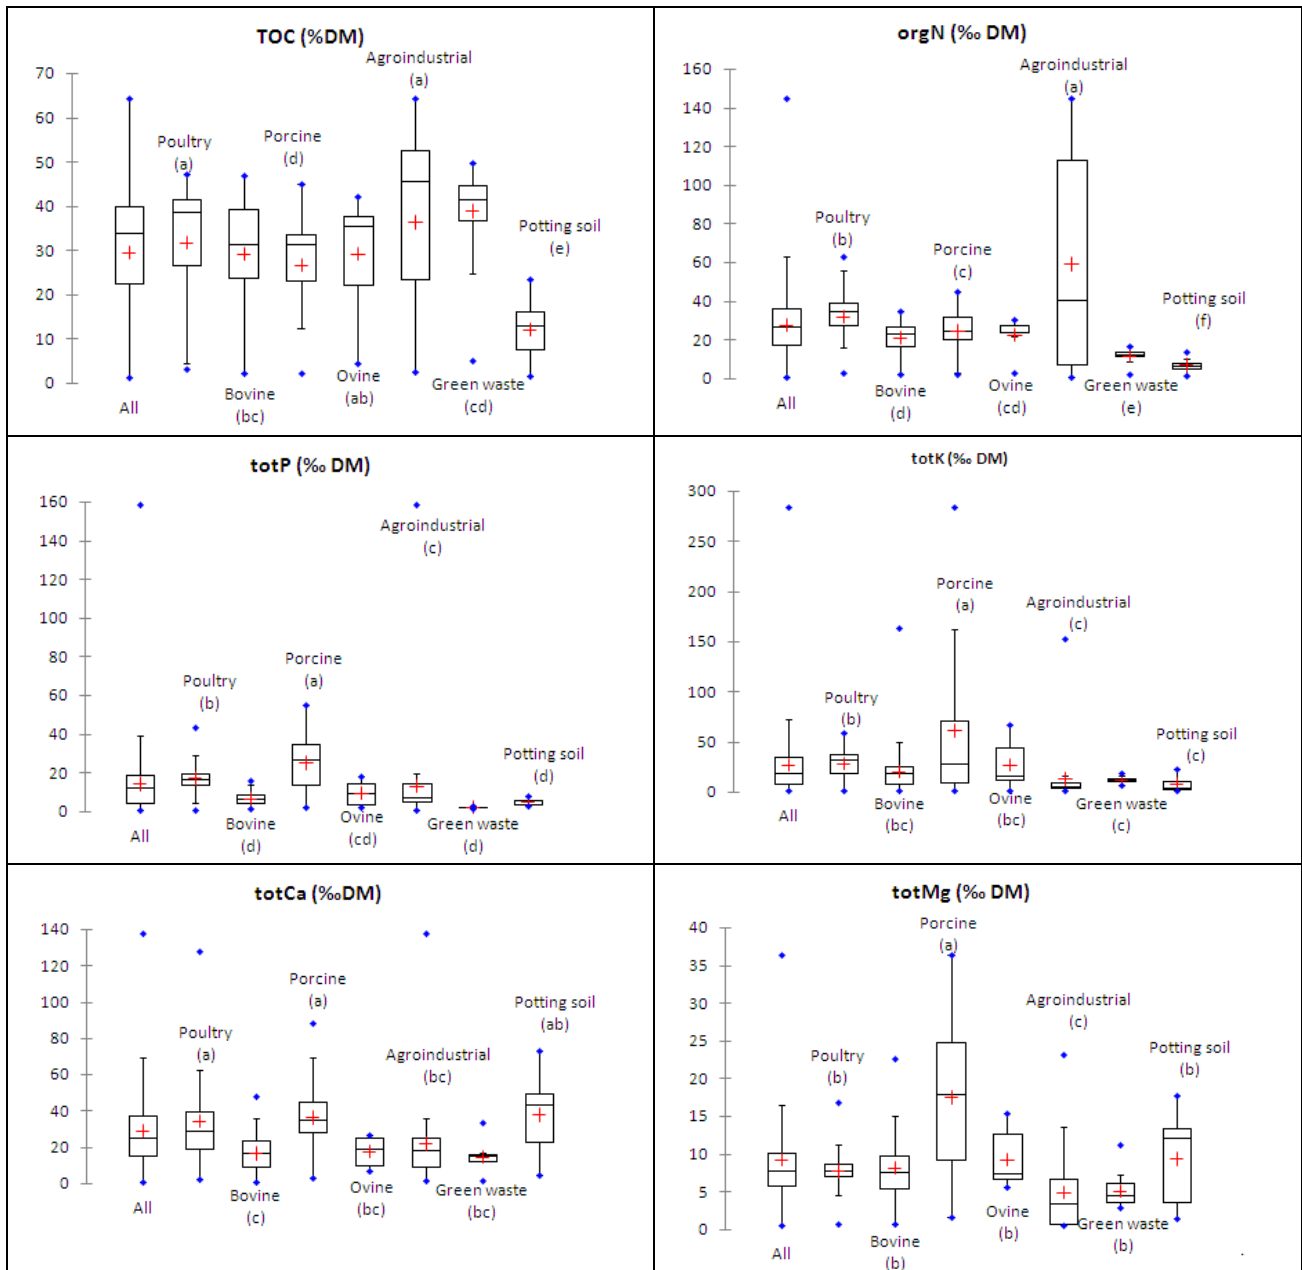 TOC (%DM)
Agroindustrial
(a)
70
60
50
40
30
20
10
0
Poultry
(a)
Porcine
(d)
Potting soil
(e)
All
Bovine
(bc)
Ovine
(ab)
Green waste
(cd)
orgN (‰ DM)
Agroindustrial
(a)
160
140
120
100
80
60
40
20
0
Poultry
(b)
Porcine
(c)
Potting soil
(f)
All
Bovine
(d)
Ovine
(cd)
Green waste
(e)
totP (‰ DM)
160
140
120
100
80
60
40
20
0
Agroindustrial
(c)
Poultry
(b)
Porcine
(a)
Potting soil
(d)
All
Bovine
(d)
Ovine
(cd)
Green waste
(d)
totK (‰ DM)
300
250
200
150
100
50
0
Porcine
(a)
Agroindustrial
(c)
Poultry
(b)
Potting soil
(c)
All
Bovine
(bc)
Ovine
(bc)
Green waste
(c)
totCa (‰DM)
140
120
100
80
60
40
20
0
Porcine
(a)
Potting soil
(ab)
Poultry
(a)
Agroindustrial
(bc)
All
Bovine
(c)
Ovine
(bc)
Green waste
(bc)
totMg (‰ DM)
40
35
30
25
20
15
10
5
0
Porcine
(a)
Agroindustrial
(c)
Poultry
(b)
Potting soil
(b)
All
Bovine
(b)
Ovine
(b)
Green waste
(b)